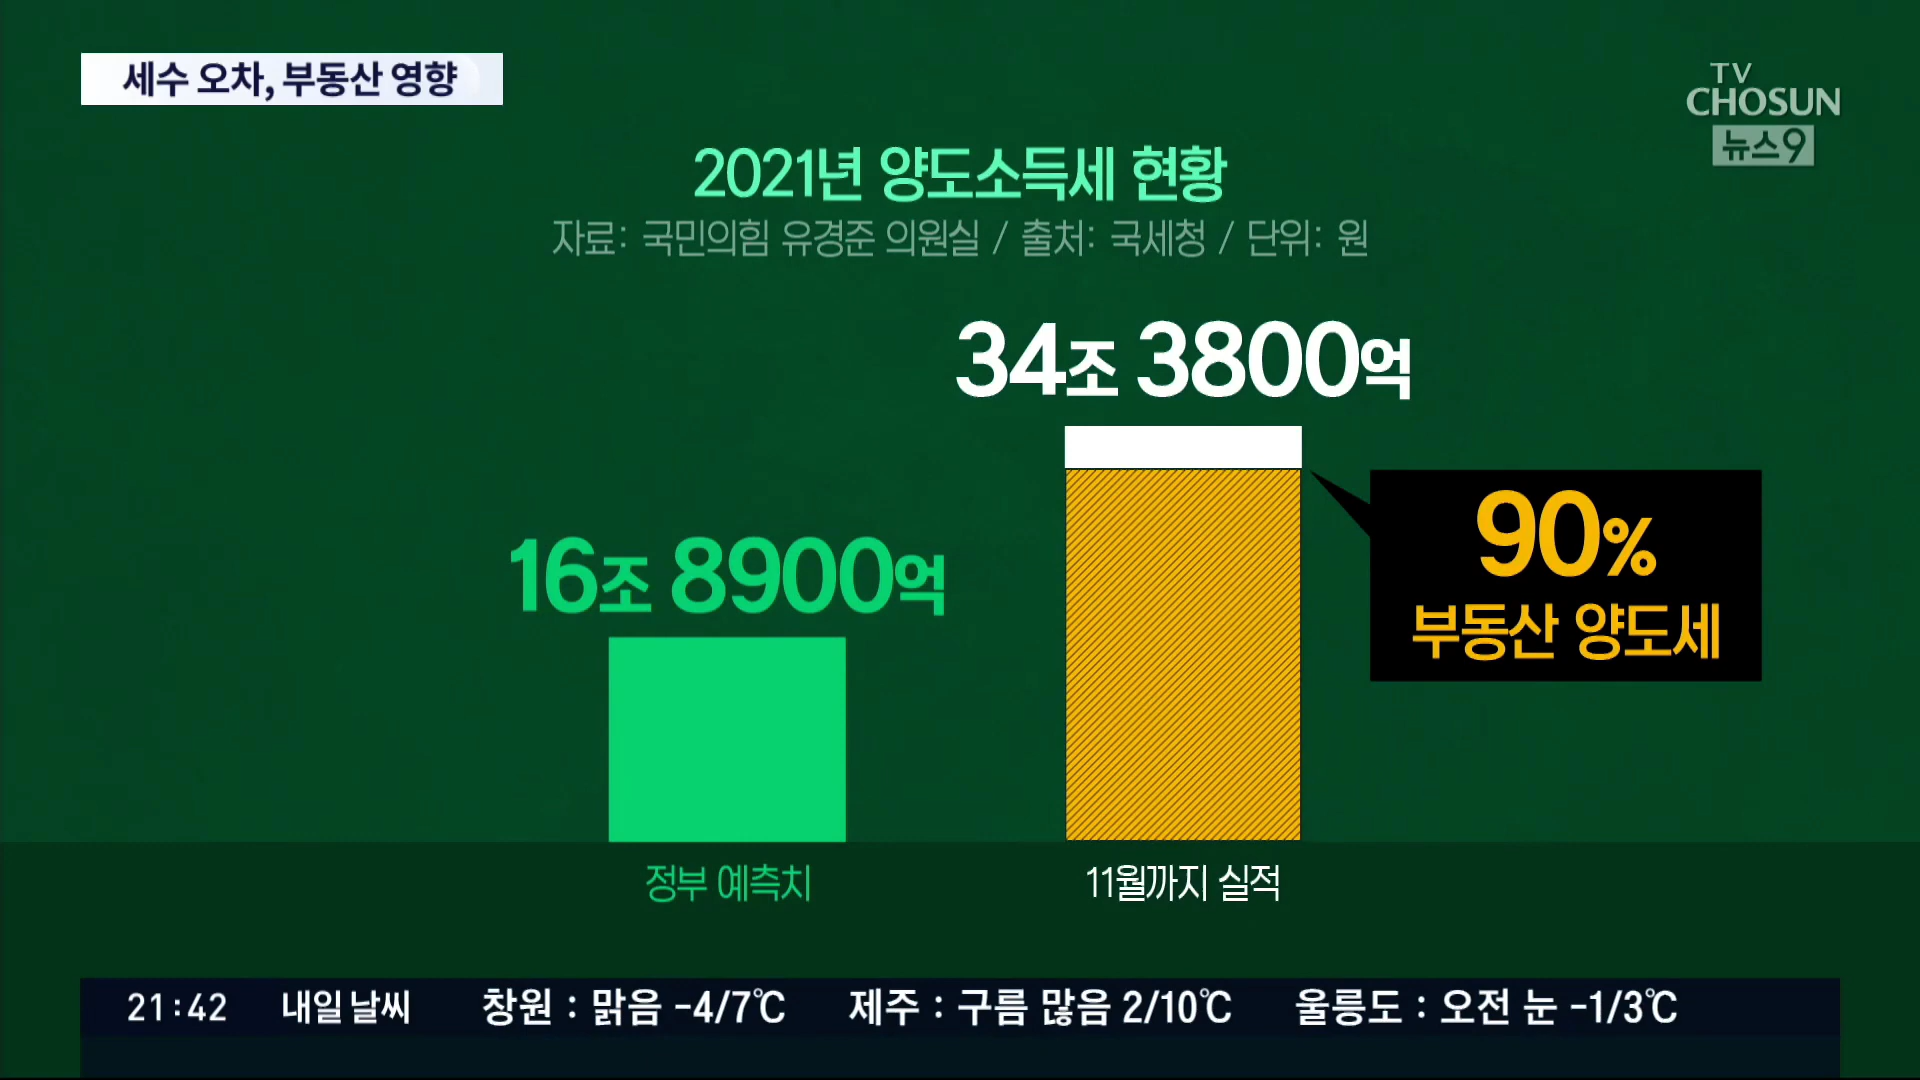 세수 오차, 부동산 영향
TV
CHOSUN
뉴스9
2021년 양도소득세 현황
자료: 국민의힘 유경준 의원실 / 출처: 국세청 / 단위: 원
34조 3800억
16조 8900억
90%
부동산 양도세
정부 예측치
11월까지 실적
21:42 내일 날씨 창원 : 맑음 -4/7℃ 제주 : 구름 많음 2/10℃ 울릉도 : 오전 눈 -1/3℃